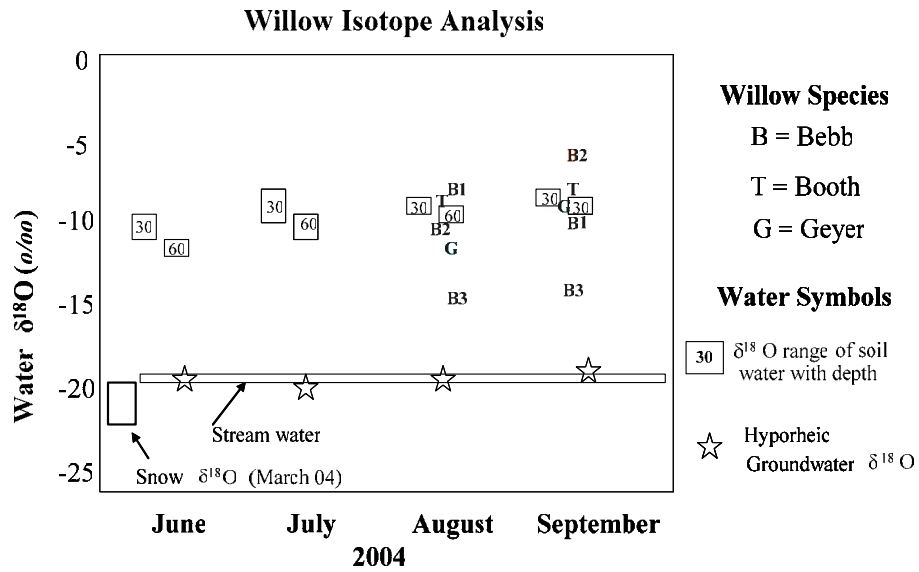 Willow Isotope Analysis
0
-5
-10
-15
-20
-25
Water δ¹⁸O (o/oo)
30
60
30
60
30
B1
T
60
B2
G
B3
B2
T
30
G
30
B1
B3
Stream water
Snow δ¹⁸O (March 04)
June July August September
2004
Willow Species
B = Bebb
T = Booth
G = Geyer
Water Symbols
30
δ¹⁸ O range of soil
water with depth
Hyporheic
Groundwater δ¹⁸ O